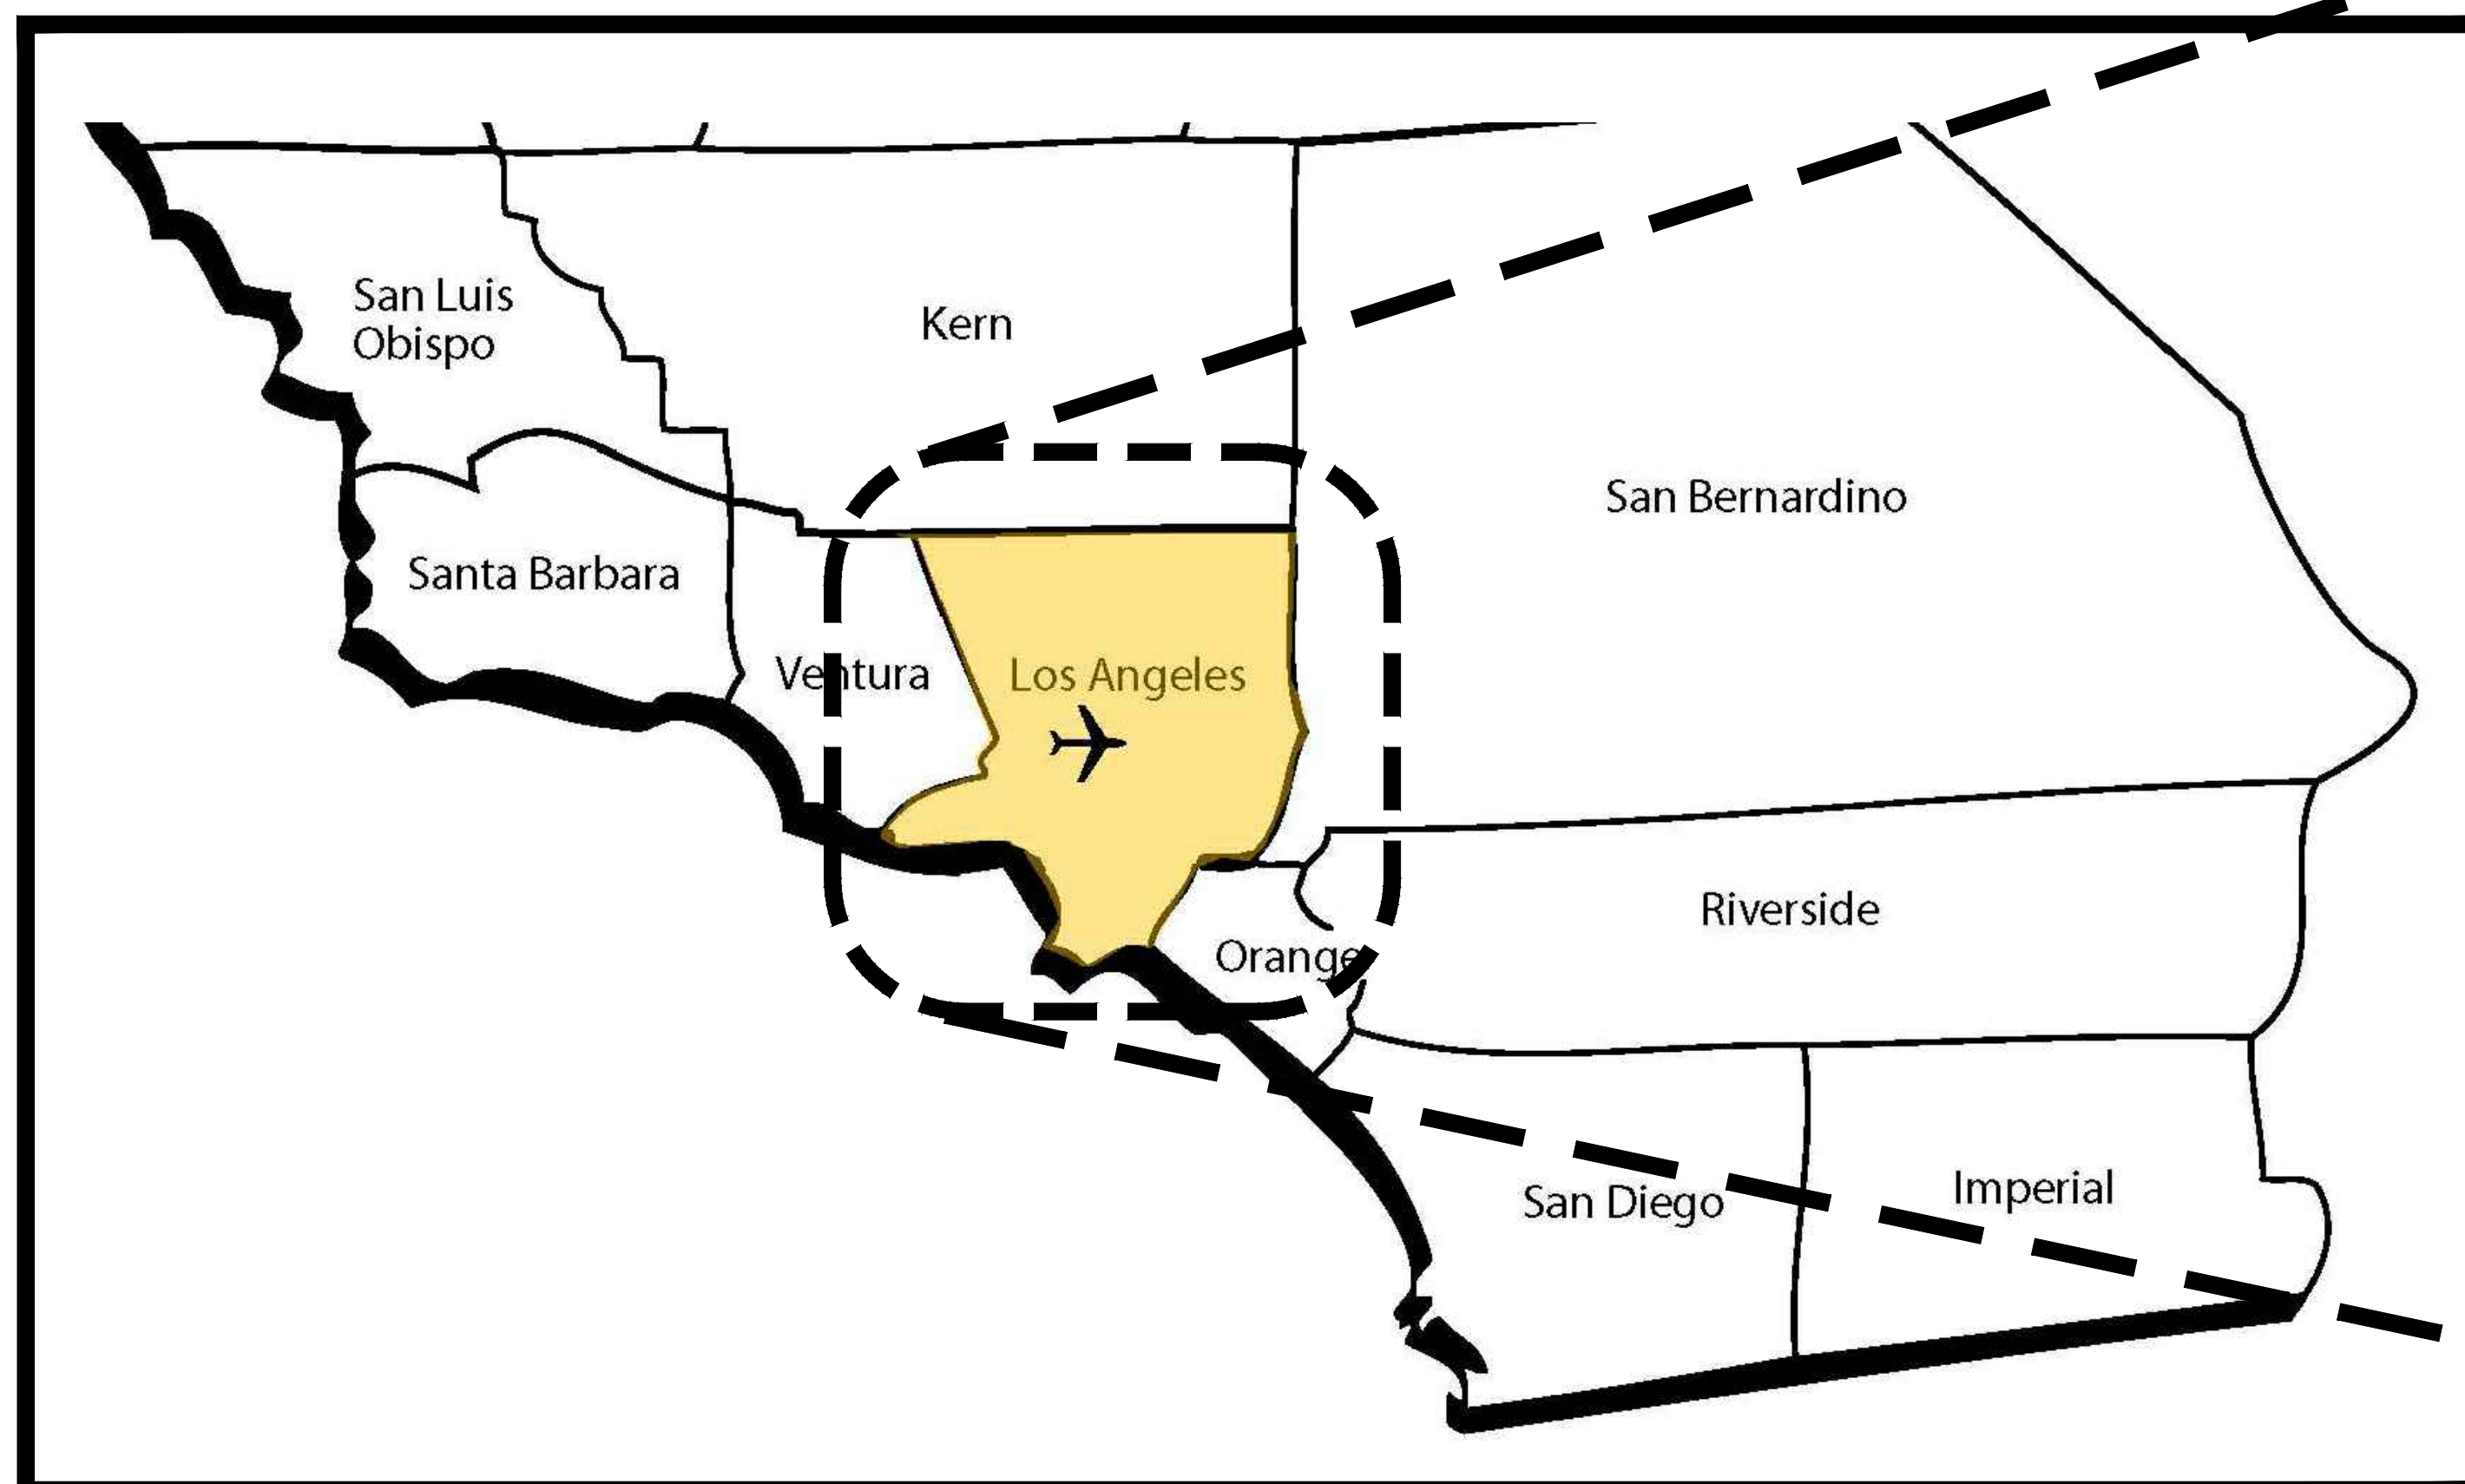 San Luis
Obispo
Kern
San Bernardino
Santa Barbara
Ventura
Los Angeles
Riverside
Orange
San Diego
Imperial